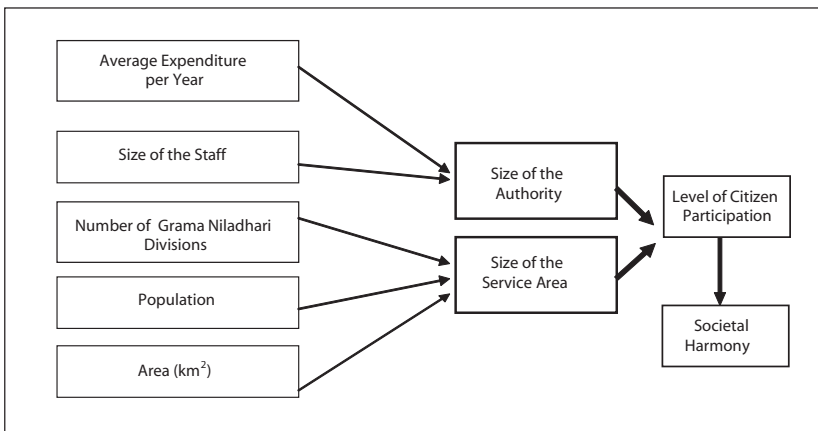 Average Expenditure
per Year
Size of the Staff
Number of Grama Niladhari
Divisions
Population
Area (km²)
Size of the
Authority
Size of the
Service Area
Level of Citizen
Participation
Societal
Harmony